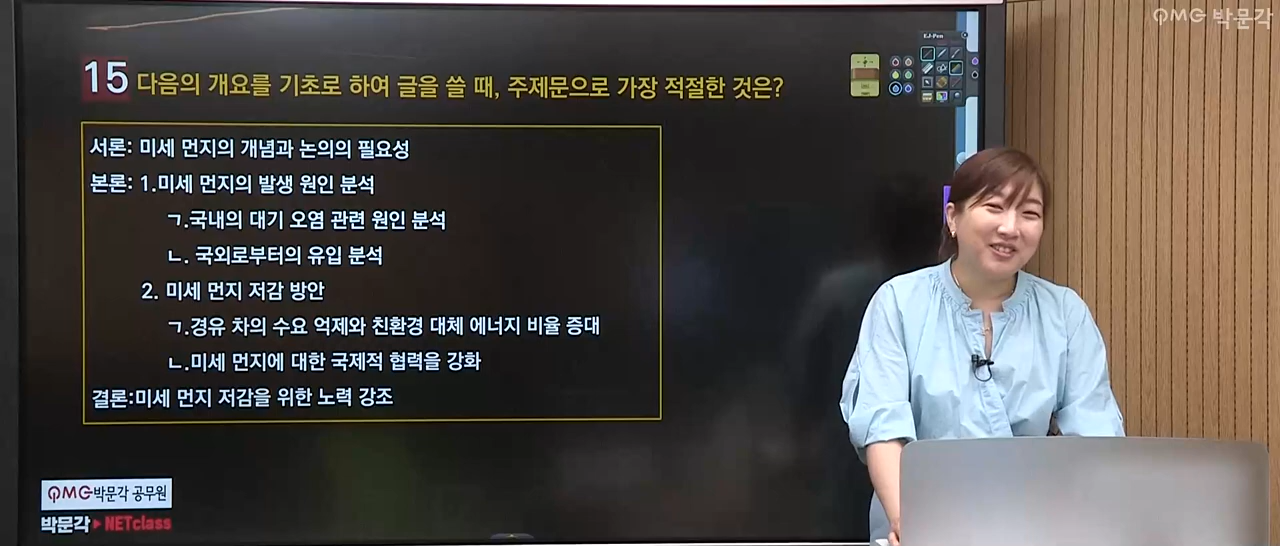 QMG 박문각
EJ-Pen
15 다음의 개요를 기초로 하여 글을 쓸 때, 주제문으로 가장 적절한 것은?
서론: 미세 먼지의 개념과 논의의 필요성
본론: 1.미세 먼지의 발생 원인 분석
ㄱ.국내의 대기 오염 관련 원인 분석
ㄴ. 국외로부터의 유입 분석
2. 미세 먼지 저감 방안
ㄱ.경유 차의 수요 억제와 친환경 대체 에너지 비율 증대
ㄴ.미세 먼지에 대한 국제적 협력을 강화
결론:미세 먼지 저감을 위한 노력 강조
QMG박문각 공무원
박문각 NETclass